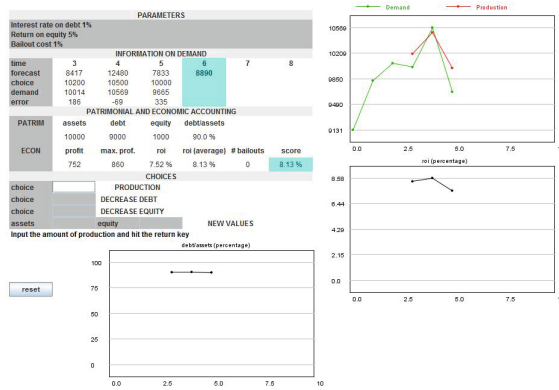 PARAMETERS
Interest rate on debt 1%
Return on equity 5%
Bailout cost 1%
INFORMATION ON DEMAND
time 3 4 5 6 7 8
forecast 8417 12480 7833 8890
choice 10200 10500 10000
demand 10014 10569 9665
error 186 -69 335
PATRIMONIAL AND ECONOMIC ACCOUNTING
PATRIM assets debt equity debt/assets
10000 9000 1000 90.0 %
ECON profit max. prof. roi roi (average) # bailouts score
752 860 7.52 % 8.13 % 0 8.13 %
CHOICES
choice PRODUCTION
choice DECREASE DEBT
choice DECREASE EQUITY
assets equity NEW VALUES
Input the amount of production and hit the return key
reset
debt/assets (percentage)
100
75
50
25
0
0.0 2.5 5.0 7.5 10
Demand Production
10569
10209
9850
9490
9131
0.0 2.5 5.0 7.5
roi (percentage)
8.58
6.44
4.29
2.15
0.0
0.0 2.5 5.0 7.5